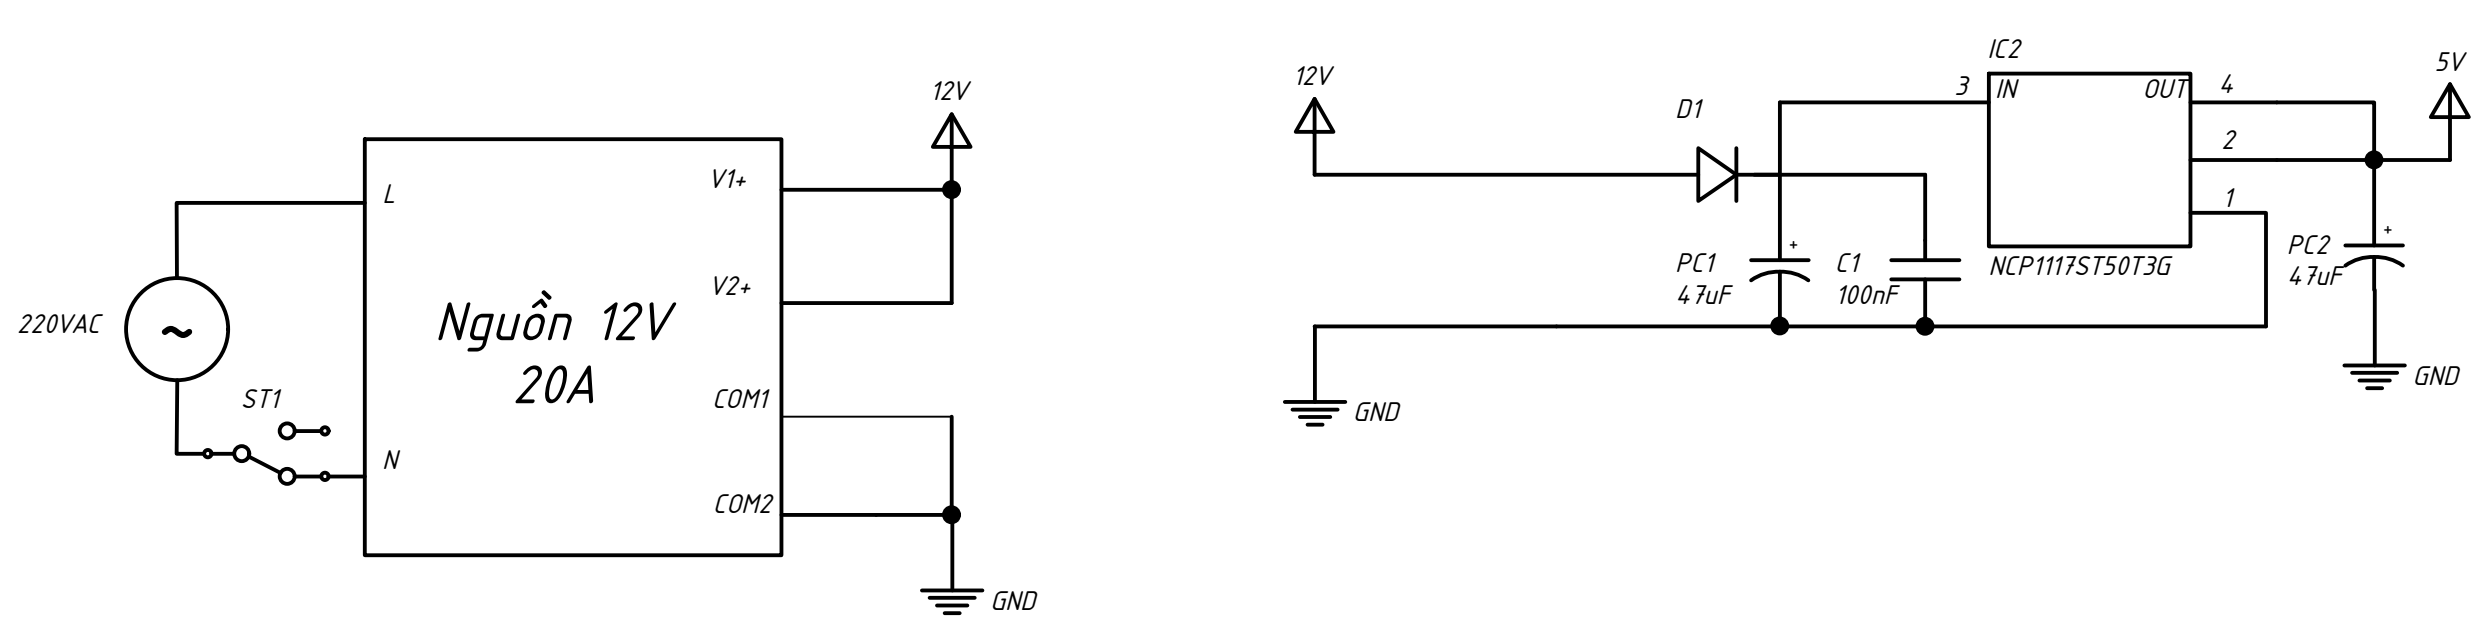 12V
L
V1+
V2+
220VAC
Nguồn 12V
20A
ST1
N
COM1
COM2
GND
12V
D1
IC2
3
IN
OUT
4
2
1
5V
PC1
47uF
C1
100nF
NCP1117ST50T3G
PC2
47uF
GND
GND